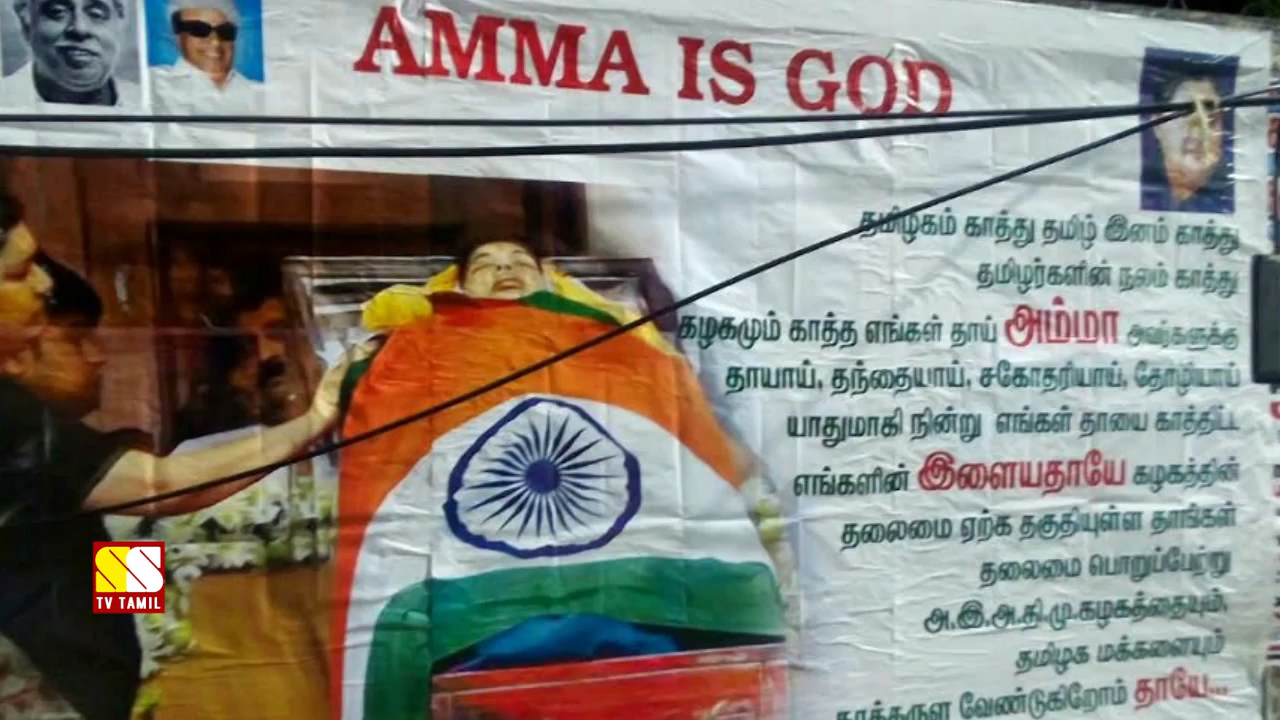 AMMA IS GOD
தமிழகம் காத்து தமிழ் இனம் காத்து
தமிழர்களின் நலம் காத்து
கழகமும் காத்த எங்கள் தாய் அம்மா அவர்களுக்கு
தாயாய், தந்தையாய், சகோதரியாய், தோழியாய்
யாதுமாகி நின்று எங்கள் தாயை காத்திட்ட
எங்களின் இளையதாயே கழகத்தின்
தலைமை ஏற்க தகுதியுள்ள தாங்கள்
தலைமை பொறுப்பேற்று
அ.இ.அ.தி.மு.கழகத்தையும்,
தமிழக மக்களையும்
காத்தருள வேண்டுகிறோம் தாயே...
TV TAMIL